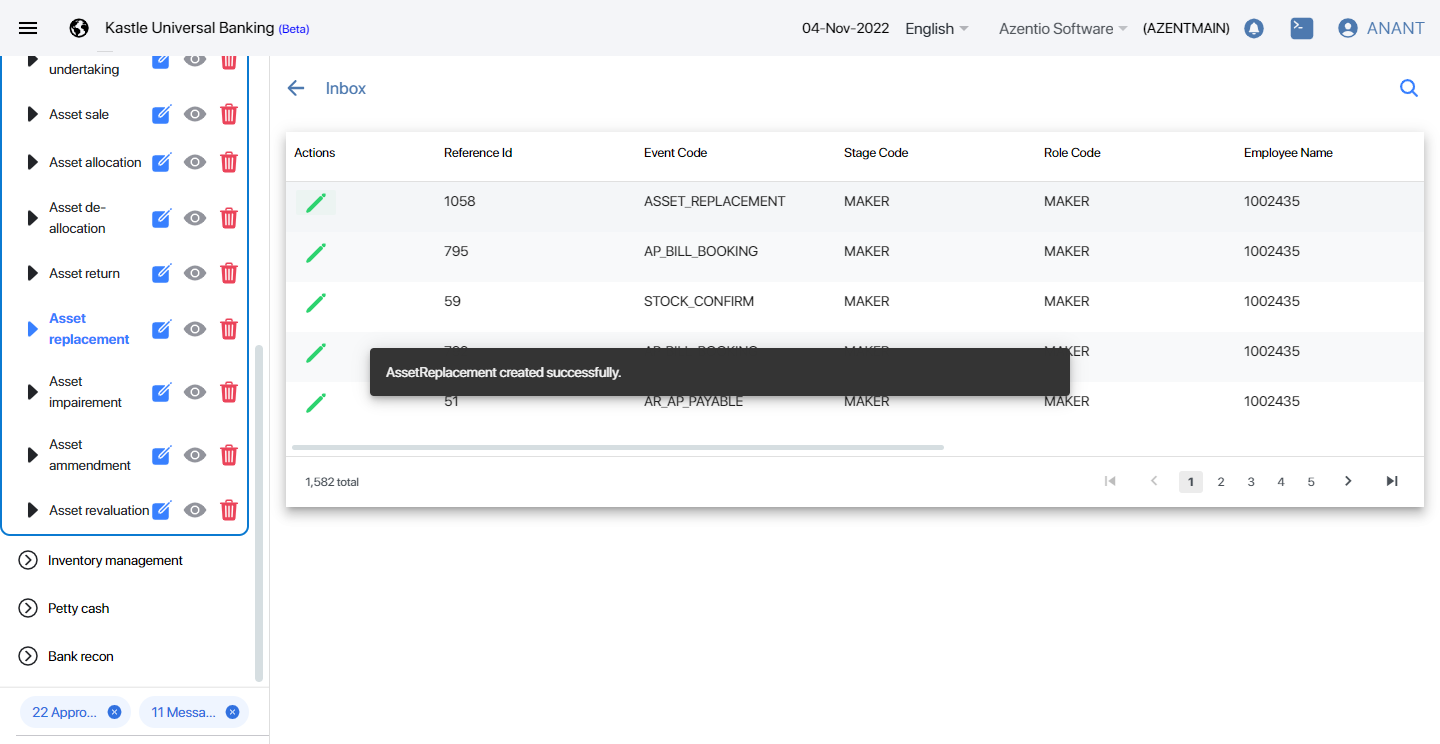 Kastle Universal Banking (Beta)
04-Nov-2022
English
Azentio Software
(AZENTMAIN)
ANANT
undertaking
Asset sale
Asset allocation
Asset de-
allocation
Asset return
Asset
replacement
Asset
impairement
Asset
ammendment
Asset revaluation
Inventory management
Petty cash
Bank recon
22 Appro...
11 Messa...
Inbox
Actions Reference Id Event Code Stage Code Role Code Employee Name
1058 ASSET_REPLACEMENT MAKER MAKER 1002435
795 AP_BILL_BOOKING MAKER MAKER 1002435
59 STOCK_CONFIRM MAKER MAKER 1002435
AP_BILL_BOOKING MAKER MAKER 1002435
AssetReplacement created successfully.
51 AR_AP_PAYABLE MAKER MAKER 1002435
1,582 total
1 2 3 4 5